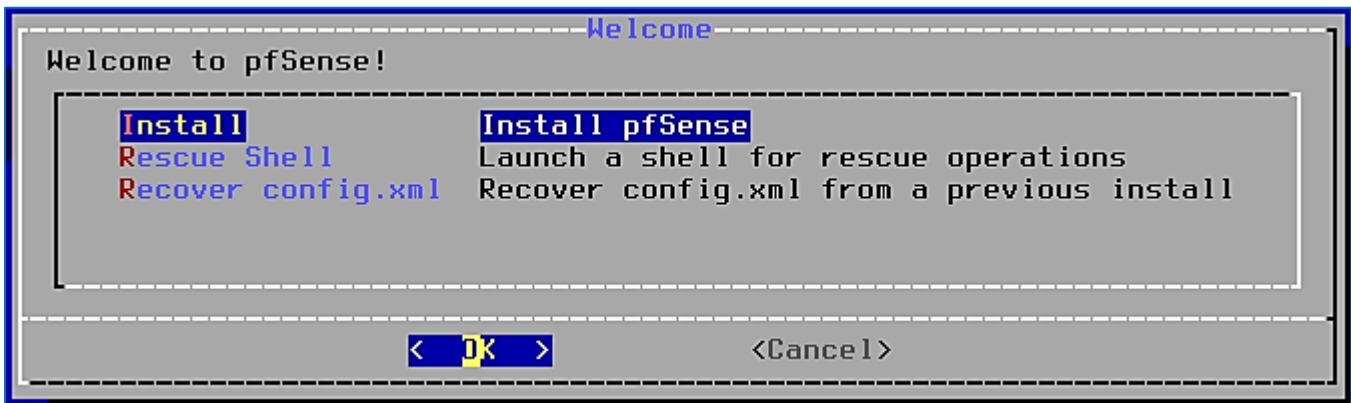 Welcome
Welcome to pfSense!
Install Install pfSense
Rescue Shell Launch a shell for rescue operations
Recover config.xml Recover config.xml from a previous install
< OK > <Cancel>